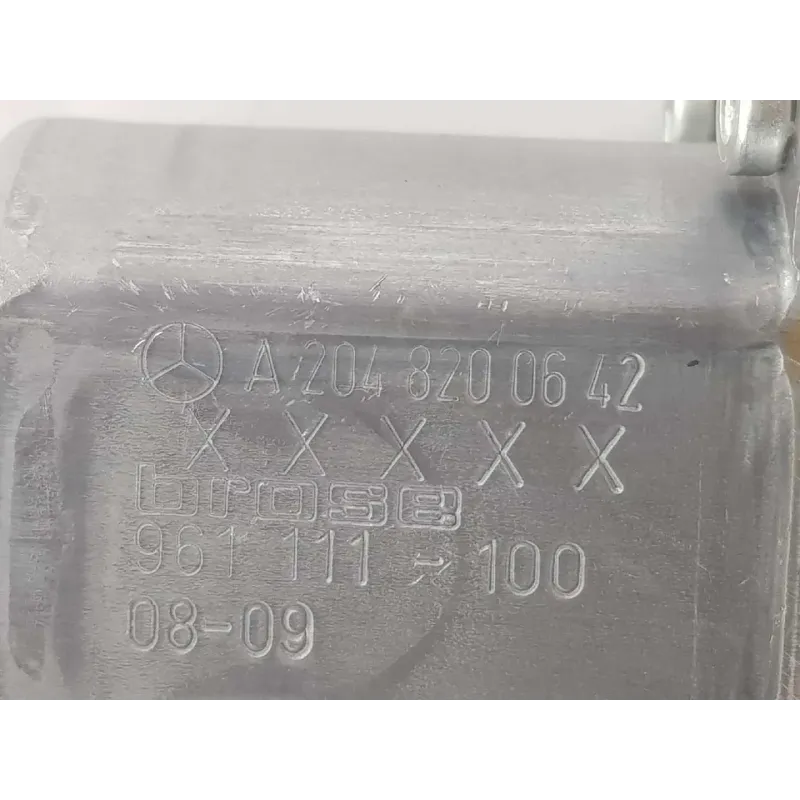 A 204 820 06 42
X X X X X
brose
961 111 - 100
08-09